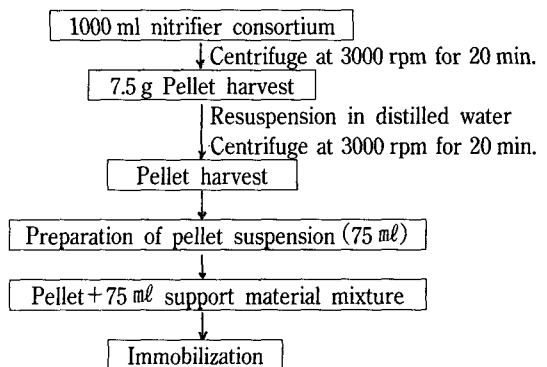 1000 ml nitrifier consortium
Centrifuge at 3000 rpm for 20 min.
7.5 g Pellet harvest
Resuspension in distilled water
Centrifuge at 3000 rpm for 20 min.
Pellet harvest
Preparation of pellet suspension (75 ㎖)
Pellet+75 ㎖ support material mixture
Immobilization